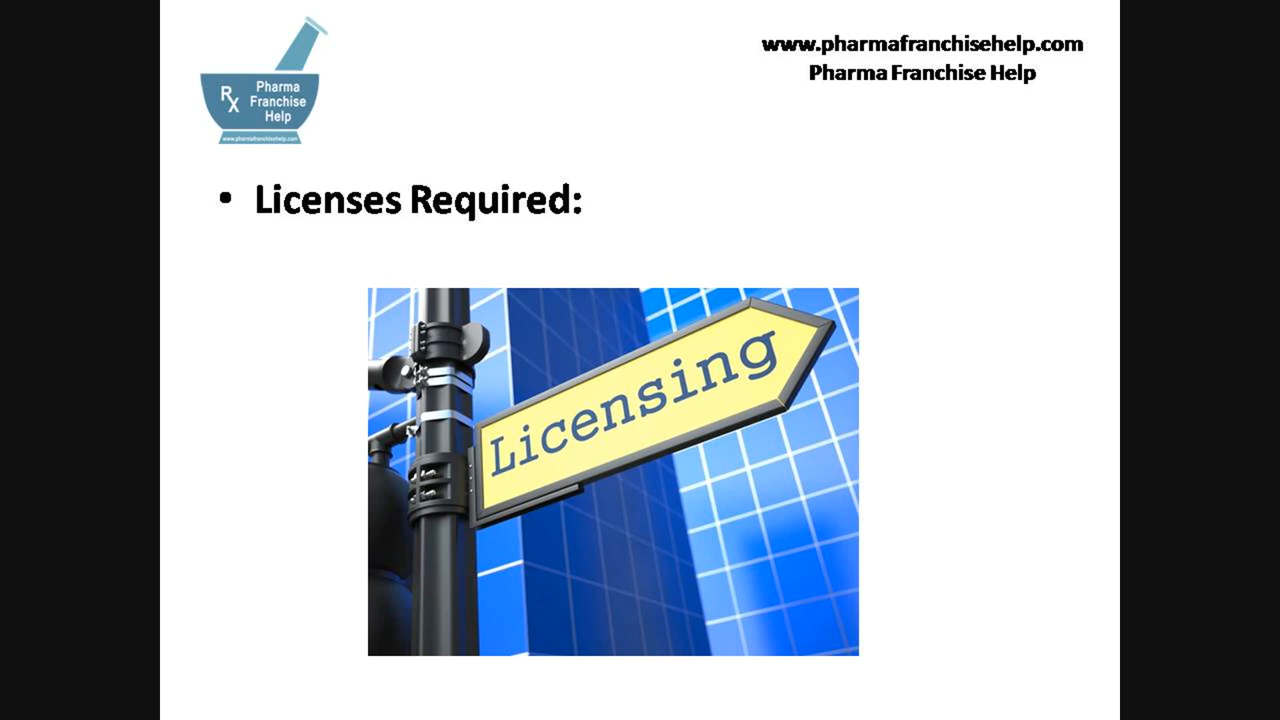 www.pharmafranchisehelp.com
Pharma Franchise Help
Rx
Pharma
Franchise
Help
www.pharmafranchisehelp.com
• Licenses Required:
Licensing